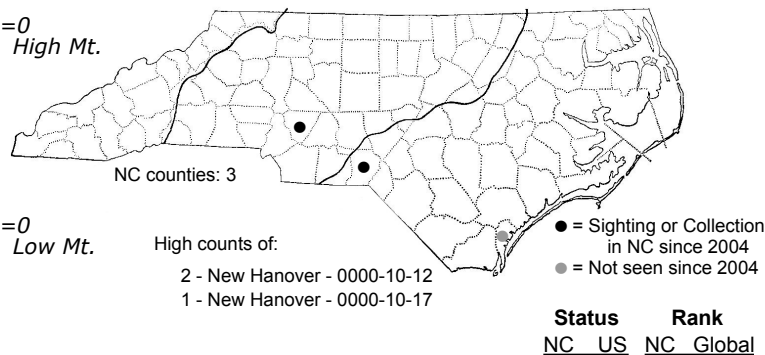 =0
High Mt.
NC counties: 3
=0
Low Mt.
High counts of:
2 - New Hanover - 0000-10-12
1 - New Hanover - 0000-10-17
= Sighting or Collection
in NC since 2004
= Not seen since 2004
Status Rank
NC US NC Global